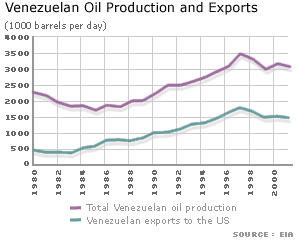 Venezuelan Oil Production and Exports
(1000 barrels per day)
4000
3500
3000
2500
2000
1500
1000
500
0
1980 1982 1984 1986 1988 1990 1992 1994 1996 1998 2000
Total Venezuelan oil production
Venezuelan exports to the US
SOURCE: EIA